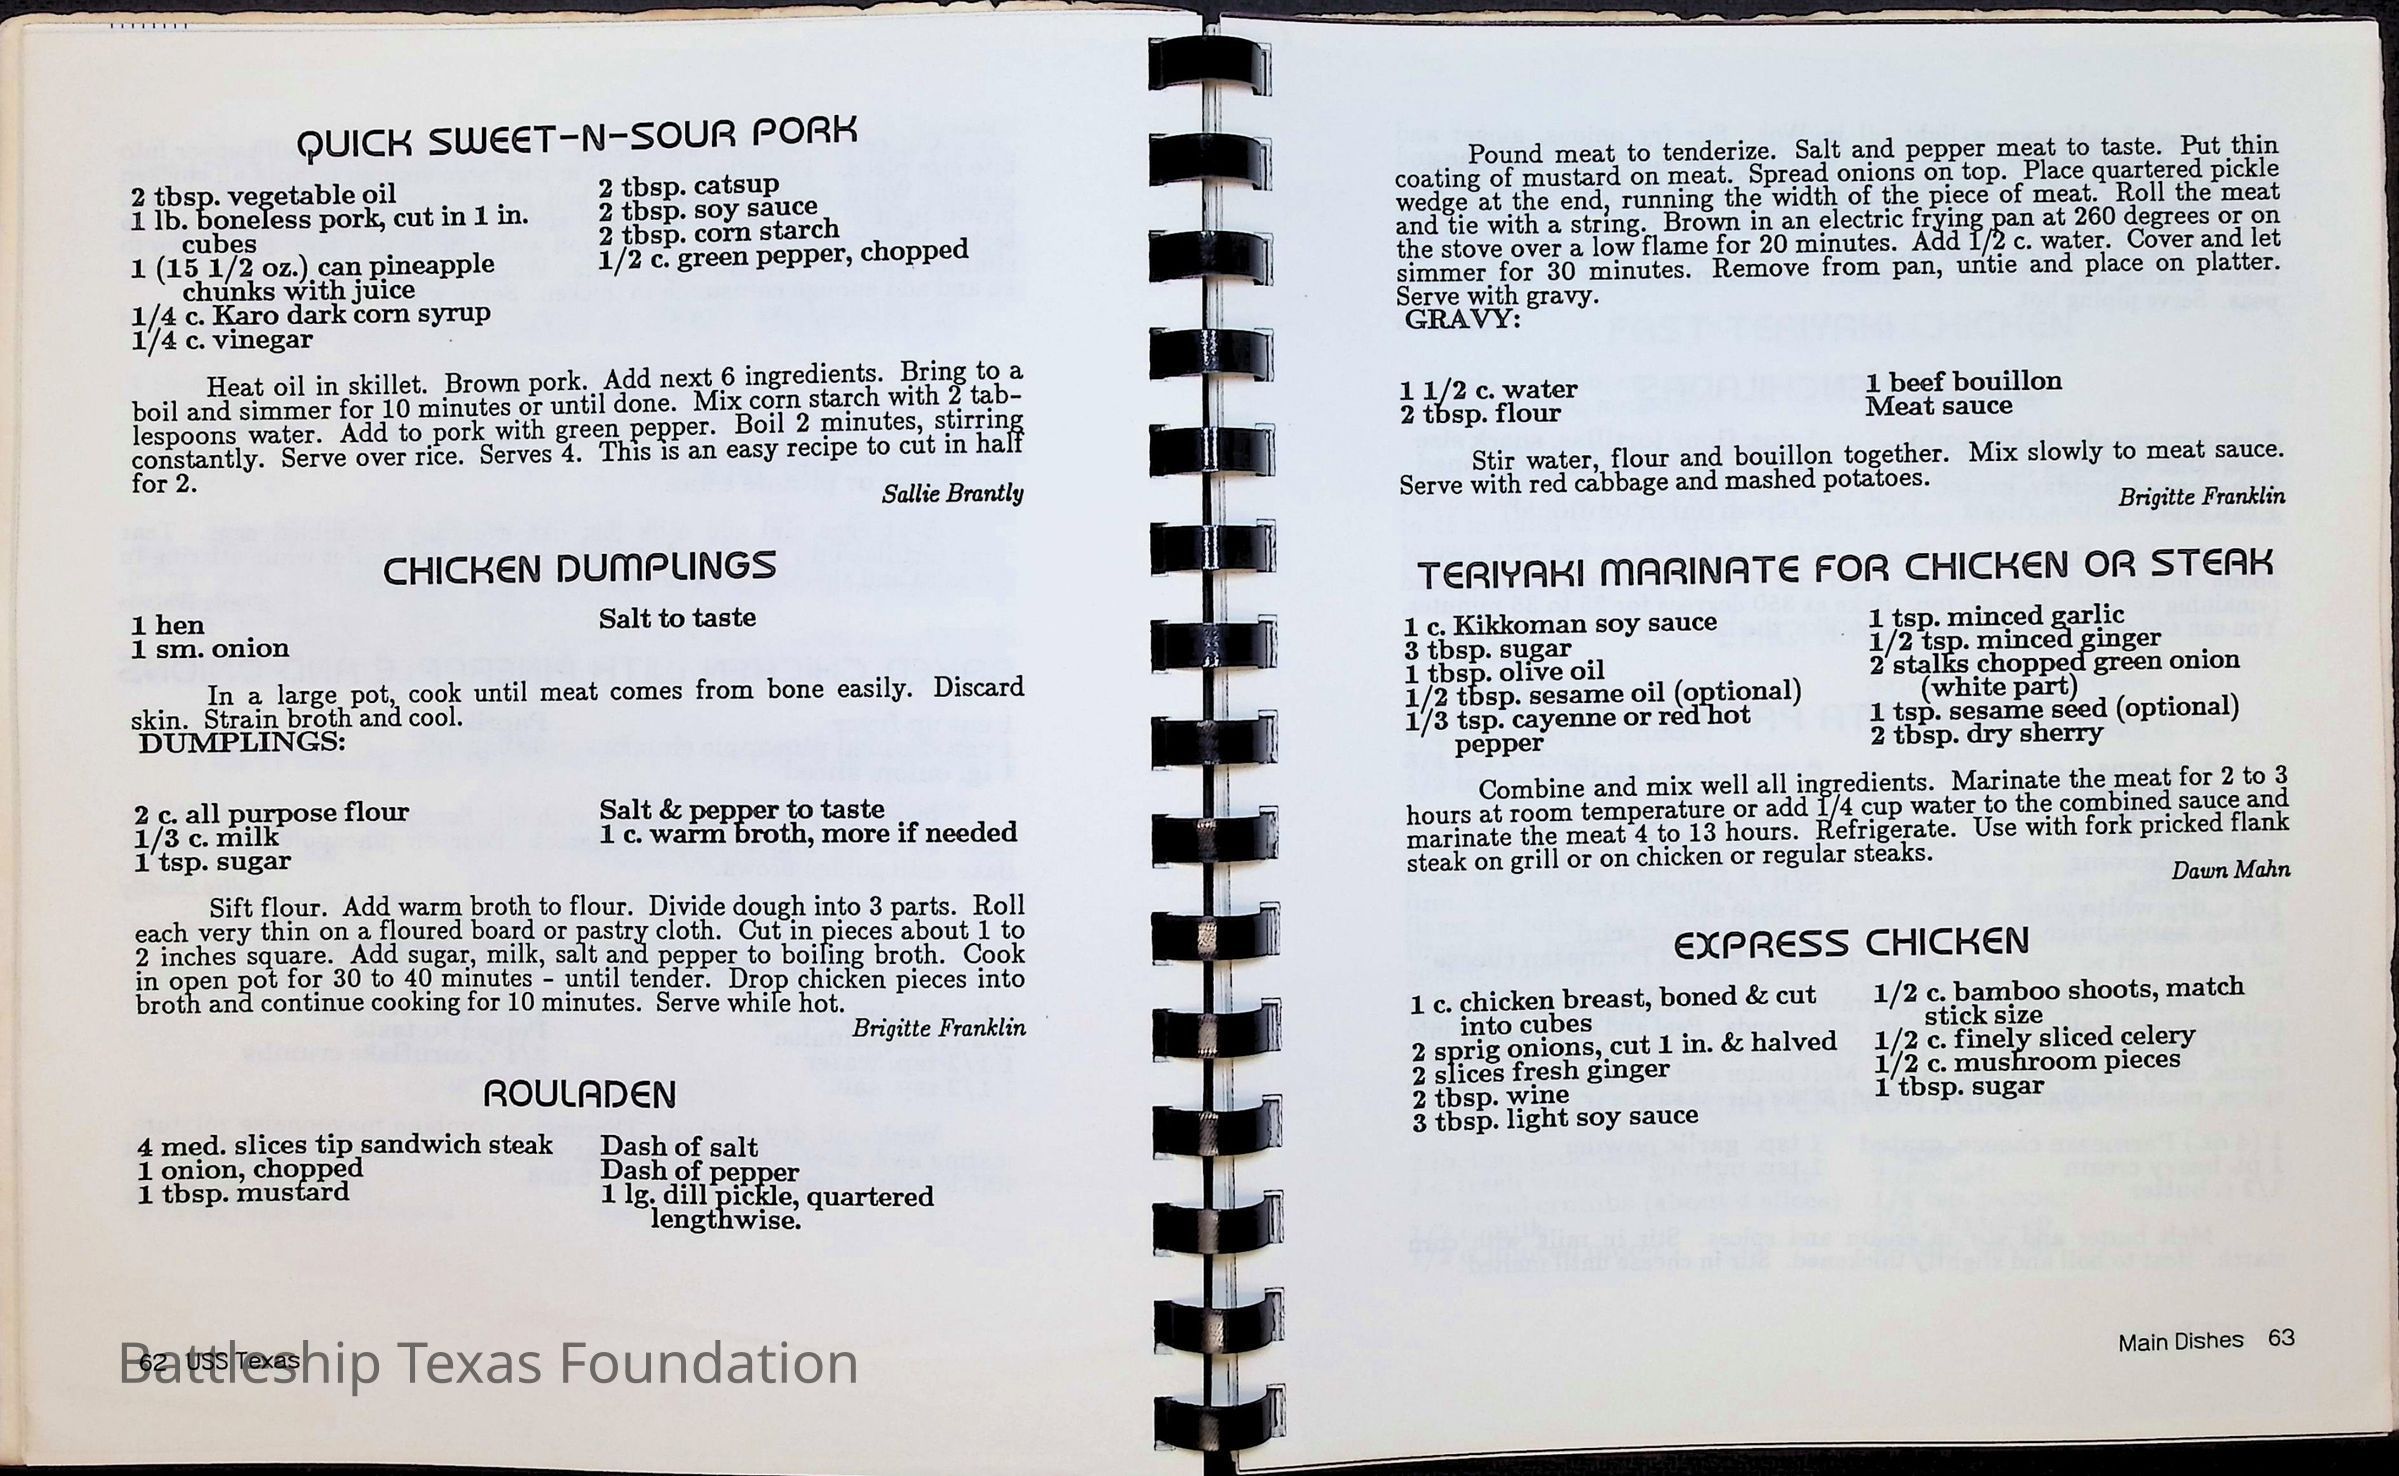 QUICK SWEET-N-SOUR PORK
2 tbsp. vegetable oil
1 lb. boneless pork, cut in 1 in.
cubes
1 (15 1/2 oz.) can pineapple
chunks with juice
1/4 c. Karo dark corn syrup
1/4 c. vinegar
2 tbsp. catsup
2 tbsp. soy sauce
2 tbsp. corn starch
1/2 c. green pepper, chopped
Heat oil in skillet. Brown pork. Add next 6 ingredients. Bring to a
boil and simmer for 10 minutes or until done. Mix corn starch with 2 tab-
lespoons water. Add to pork with green pepper. Boil 2 minutes, stirring
constantly. Serve over rice. Serves 4. This is an easy recipe to cut in half
for 2.
Sallie Brantly
CHICKEN DUMPLINGS
1 hen
1 sm. onion
Salt to taste
In a large pot, cook until meat comes from bone easily. Discard
skin. Strain broth and cool.
DUMPLINGS:
2 c. all purpose flour
1/3 c. milk
1 tsp. sugar
Salt & pepper to taste
1 c. warm broth, more if needed
Sift flour. Add warm broth to flour. Divide dough into 3 parts. Roll
each very thin on a floured board or pastry cloth. Cut in pieces about 1 to
2 inches square. Add sugar, milk, salt and pepper to boiling broth. Cook
in open pot for 30 to 40 minutes - until tender. Drop chicken pieces into
broth and continue cooking for 10 minutes. Serve while hot.
Brigitte Franklin
ROULADEN
4 med. slices tip sandwich steak
1 onion, chopped
1 tbsp. mustard
Dash of salt
Dash of pepper
1 lg. dill pickle, quartered
lengthwise.
62 USS Texas
Battleship Texas Foundation
Pound meat to tenderize. Salt and pepper meat to taste. Put thin
coating of mustard on meat. Spread onions on top. Place quartered pickle
wedge at the end, running the width of the piece of meat. Roll the meat
and tie with a string. Brown in an electric frying pan at 260 degrees or on
the stove over a low flame for 20 minutes. Add 1/2 c. water. Cover and let
simmer for 30 minutes. Remove from pan, untie and place on platter.
Serve with gravy.
GRAVY:
1 1/2 c. water
2 tbsp. flour
1 beef bouillon
Meat sauce
Stir water, flour and bouillon together. Mix slowly to meat sauce.
Serve with red cabbage and mashed potatoes.
Brigitte Franklin
TERIYAKI MARINATE FOR CHICKEN OR STEAK
1 c. Kikkoman soy sauce
3 tbsp. sugar
1 tbsp. olive oil
1/2 tbsp. sesame oil (optional)
1/3 tsp. cayenne or red hot
pepper
1 tsp. minced garlic
1/2 tsp. minced ginger
2 stalks chopped green onion
(white part)
1 tsp. sesame seed (optional)
2 tbsp. dry sherry
Combine and mix well all ingredients. Marinate the meat for 2 to 3
hours at room temperature or add 1/4 cup water to the combined sauce and
marinate the meat 4 to 13 hours. Refrigerate. Use with fork pricked flank
steak on grill or on chicken or regular steaks.
Dawn Mahn
EXPRESS CHICKEN
1 c. chicken breast, boned & cut
into cubes
2 sprig onions, cut 1 in. & halved
2 slices fresh ginger
2 tbsp. wine
3 tbsp. light soy sauce
1/2 c. bamboo shoots, match
stick size
1/2 c. finely sliced celery
1/2 c. mushroom pieces
1 tbsp. sugar
Main Dishes 63